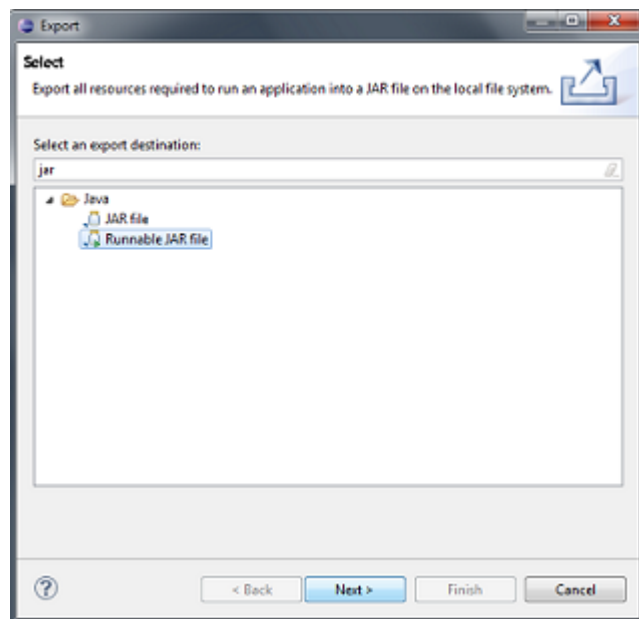 Export
Select
Export all resources required to run an application into a JAR file on the local file system.
Select an export destination:
jar
Java
JAR file
Runnable JAR file
?
< Back Next > Finish Cancel